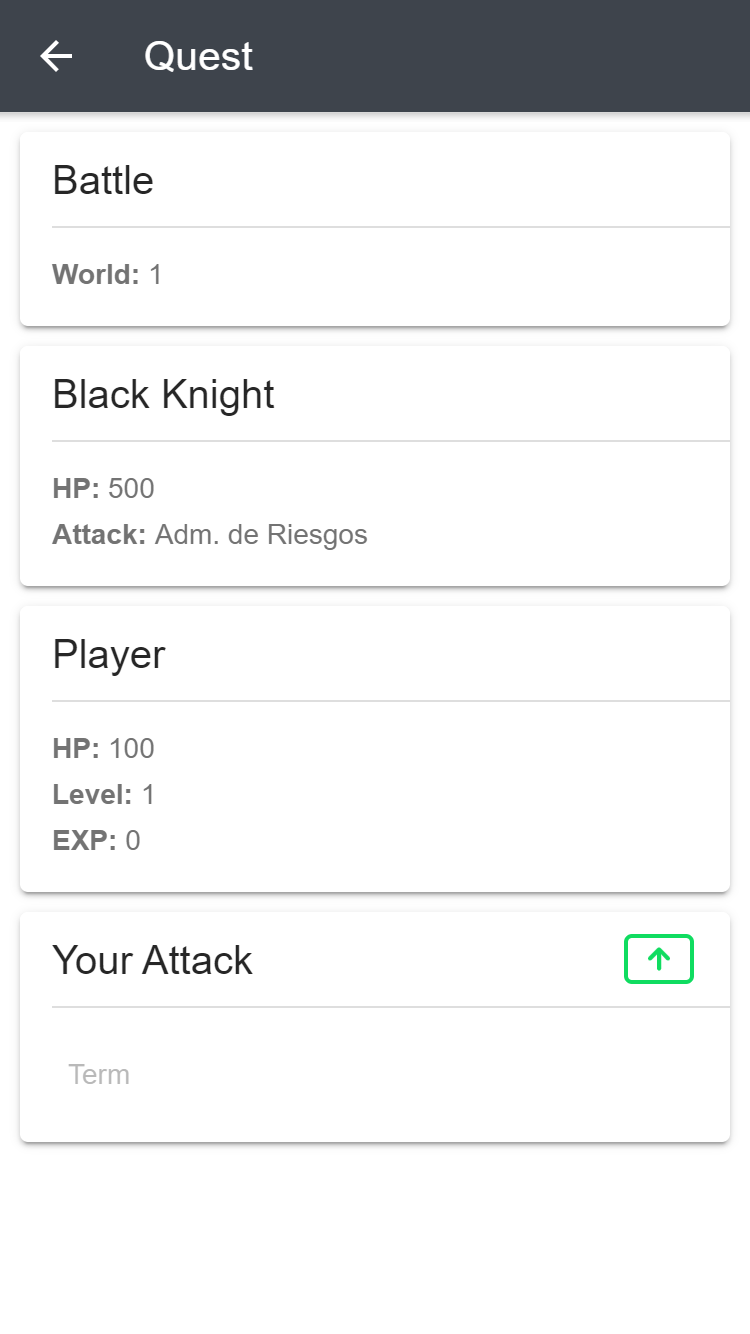 Quest
Battle
World: 1
Black Knight
HP: 500
Attack: Adm. de Riesgos
Player
HP: 100
Level: 1
EXP: 0
Your Attack
Term